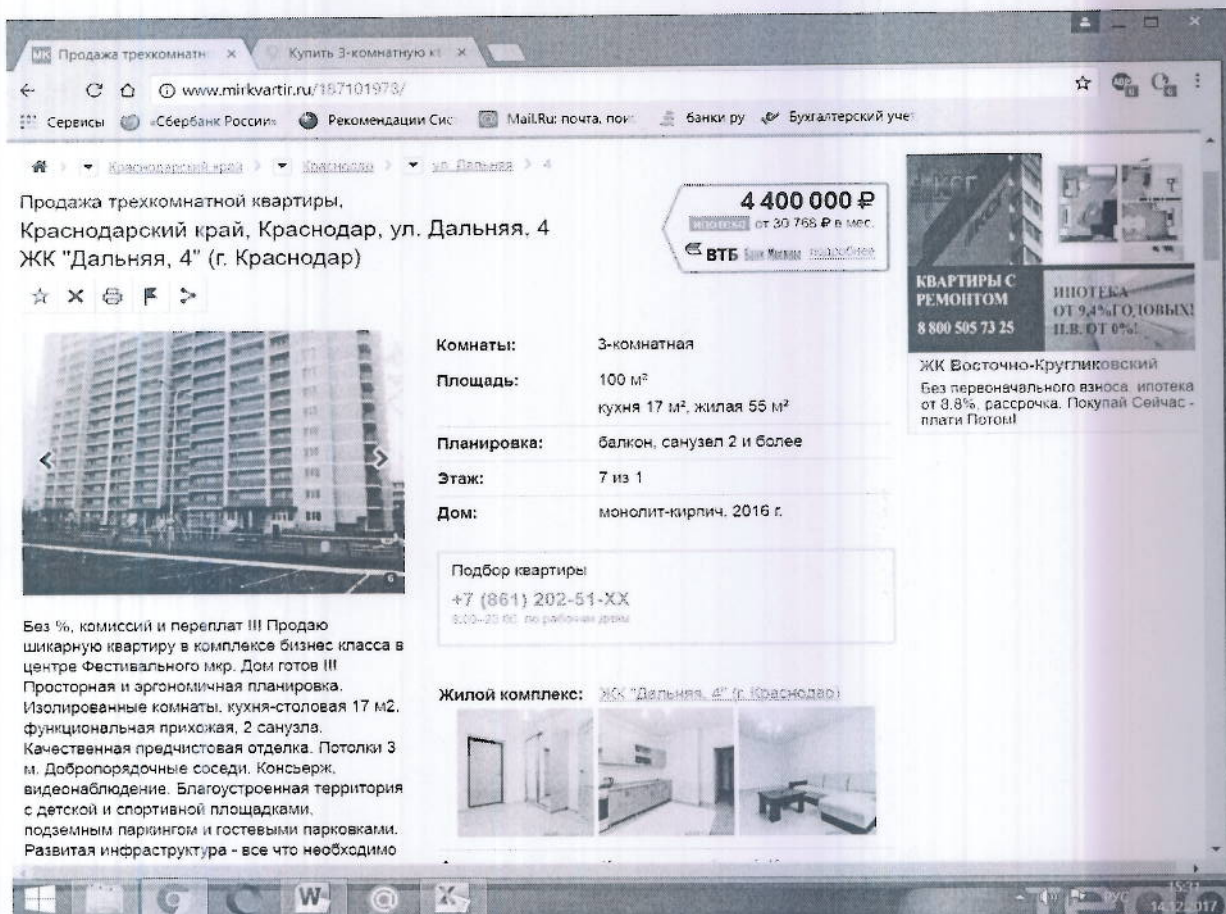 Продажа трехкомнатн
Купить 3-комнатную кв
www.mirkvartir.ru/187101973/
Сервисы «Сбербанк России» Рекомендации Сис Mail.Ru: почта, пои банки ру Бухгалтерский учет
Краснодарский край Краснодар ул. Дальняя 4
Продажа трехкомнатной квартиры,
Краснодарский край, Краснодар, ул. Дальняя, 4
ЖК "Дальняя, 4" (г. Краснодар)
4 400 000 ₽
ипотека от 30 768 ₽ в мес.
ВТБ Банк Москвы подробнее
Комнаты: 3-комнатная
Площадь: 100 м²
кухня 17 м², жилая 55 м²
Планировка: балкон, санузел 2 и более
Этаж: 7 из 1
Дом: монолит-кирпич, 2016 г.
Подбор квартиры
+7 (861) 202-51-XX
по рабочим дням
6
Без %, комиссий и переплат !!! Продаю
шикарную квартиру в комплексе бизнес класса в
центре Фестивального мкр. Дом готов !!!
Просторная и эргономичная планировка.
Изолированные комнаты, кухня-столовая 17 м2,
функциональная прихожая, 2 санузла.
Качественная предчистовая отделка. Потолки 3
м. Добропорядочные соседи. Консьерж,
видеонаблюдение. Благоустроенная территория
с детской и спортивной площадками,
подземным паркингом и гостевыми парковками.
Развитая инфраструктура - все что необходимо
Жилой комплекс: ЖК "Дальняя, 4" (г. Краснодар)
КВАРТИРЫ С
РЕМОНТОМ
8 800 505 73 25
ИПОТЕКА
ОТ 9,4% ГОДОВЫХ!
П.В. ОТ 0%!
ЖК Восточно-Кругликовский
Без первоначального взноса, ипотека
от 3.8%, рассрочка. Покупай Сейчас -
плати Потом!
РУС
15:31
14.12.2017